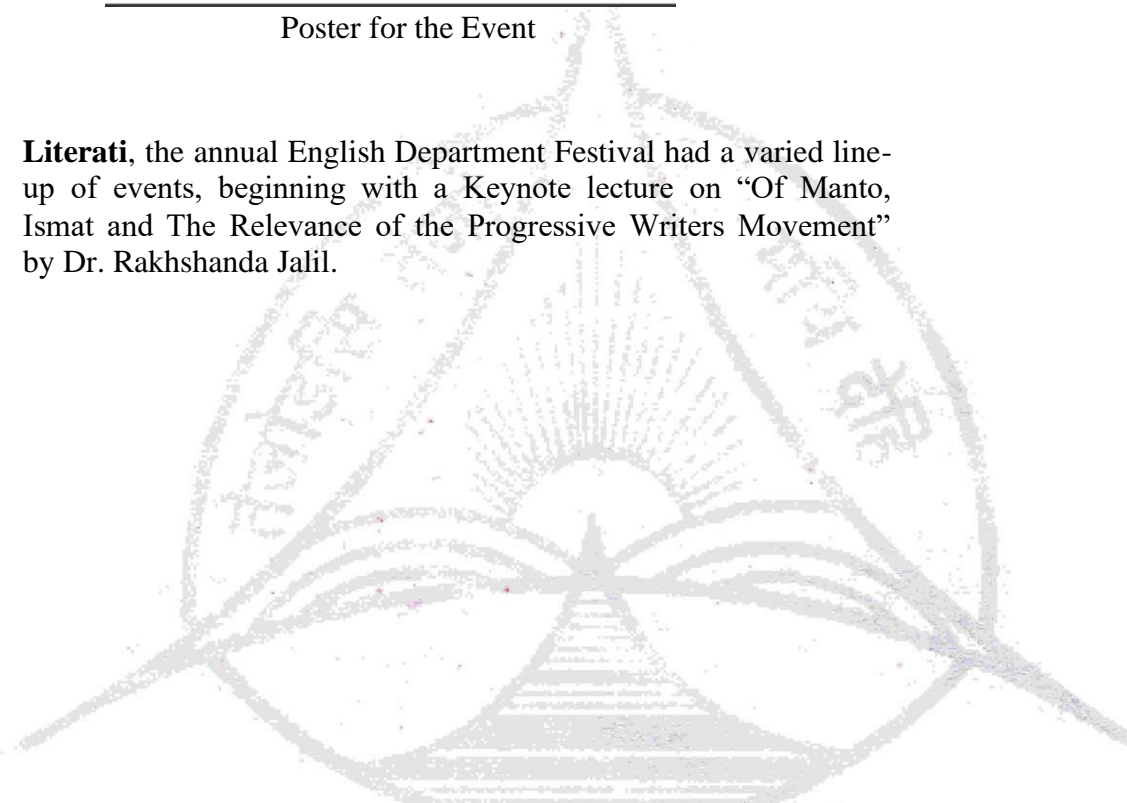 Poster for the Event
Literati, the annual English Department Festival had a varied line-
up of events, beginning with a Keynote lecture on “Of Manto,
Ismat and The Relevance of the Progressive Writers Movement”
by Dr. Rakhshanda Jalil.